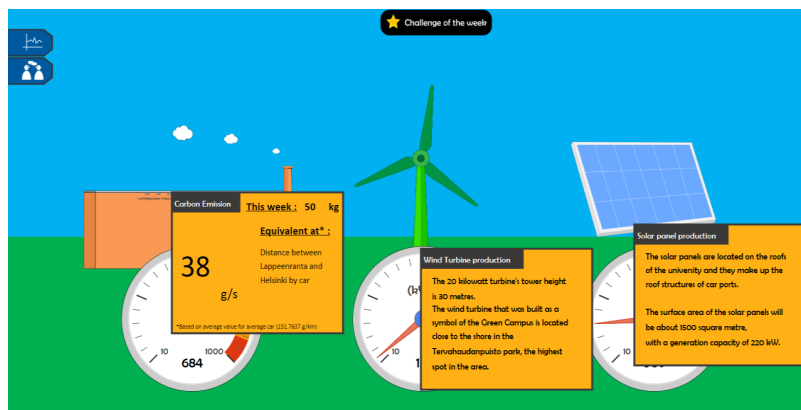 Challenge of the week
Carbon Emission
This week : 50 kg
Equivalent at* :
38
g/s
Distance between
Lappeenranta and
Helsinki by car
*Based on average value for average car (151.7637 g/km)
10
1000
684
Wind Turbine production
The 20 kilowatt turbine's tower height
is 30 metres.
The wind turbine that was built as a
symbol of the Green Campus is located
close to the shore in the
Tervahaudanpuisto park, the highest
spot in the area.
10
Solar panel production
The solar panels are located on the roofs
of the university and they make up the
roof structures of car ports.
The surface area of the solar panels will
be about 1500 square metre,
with a generation capacity of 220 kW.
10